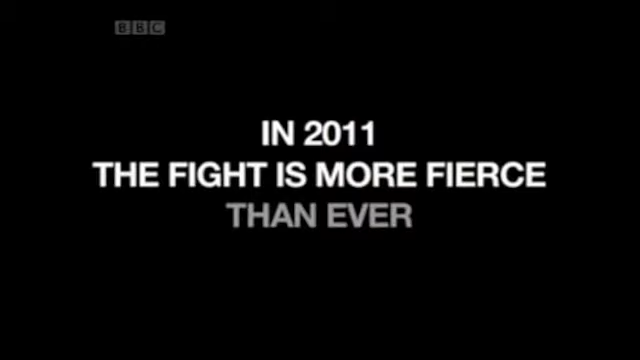 BBC
IN 2011
THE FIGHT IS MORE FIERCE
THAN EVER